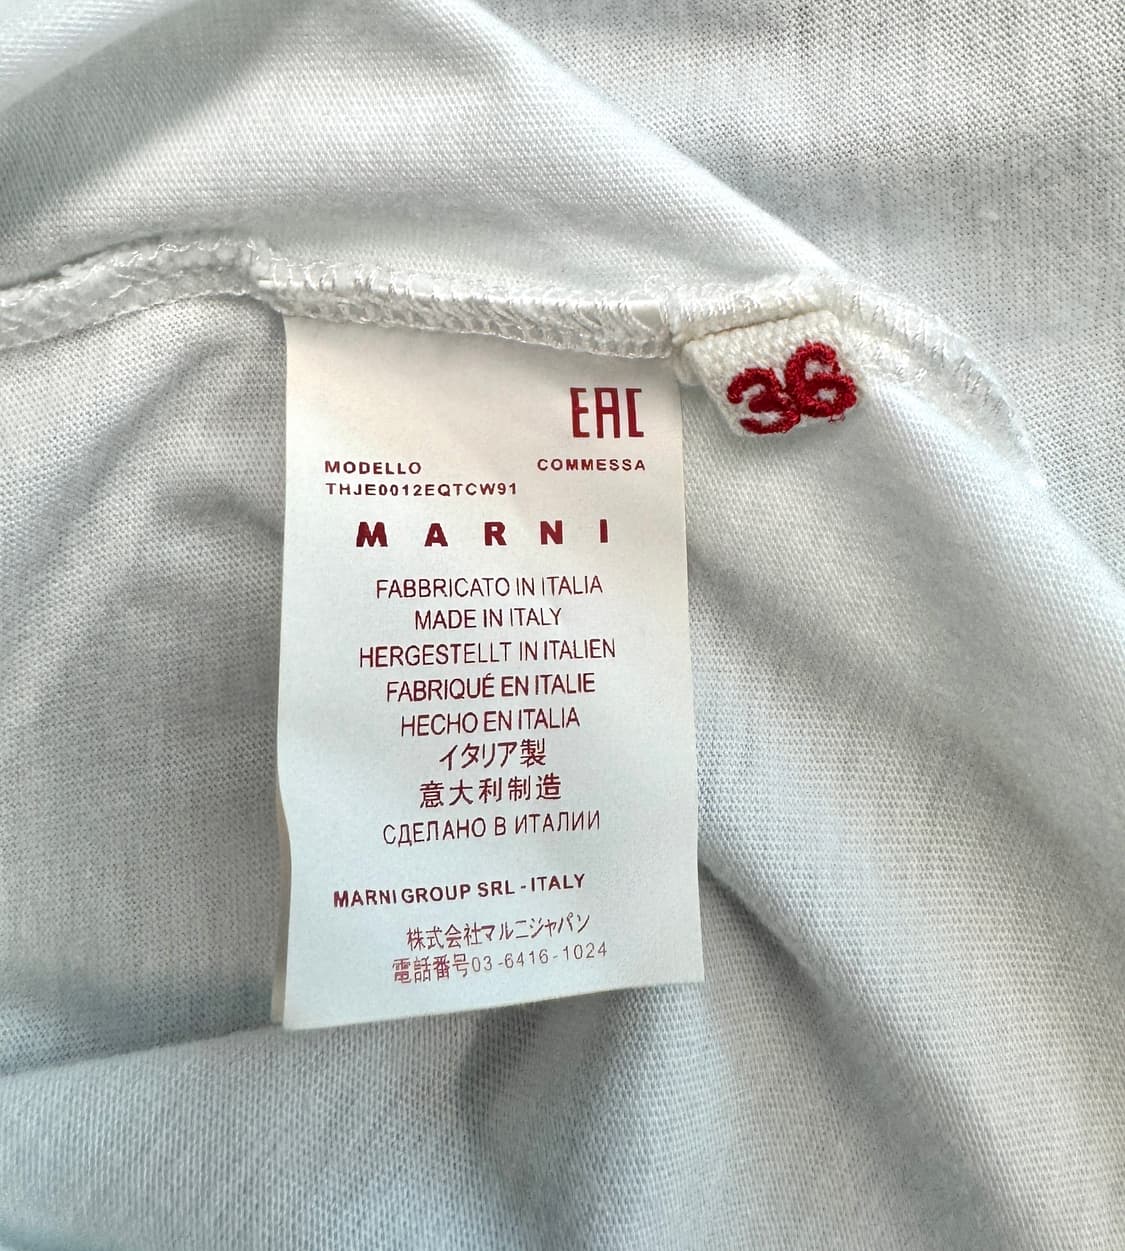 36
EAC
MODELLO COMMESSA
THJE0012EQTCW91
MARNI
FABBRICATO IN ITALIA
MADE IN ITALY
HERGESTELLT IN ITALIEN
FABRIQUÉ EN ITALIE
HECHO EN ITALIA
イタリア製
意大利制造
СДЕЛАНО В ИТАЛИИ
MARNI GROUP SRL - ITALY
株式会社マルニジャパン
電話番号03-6416-1024